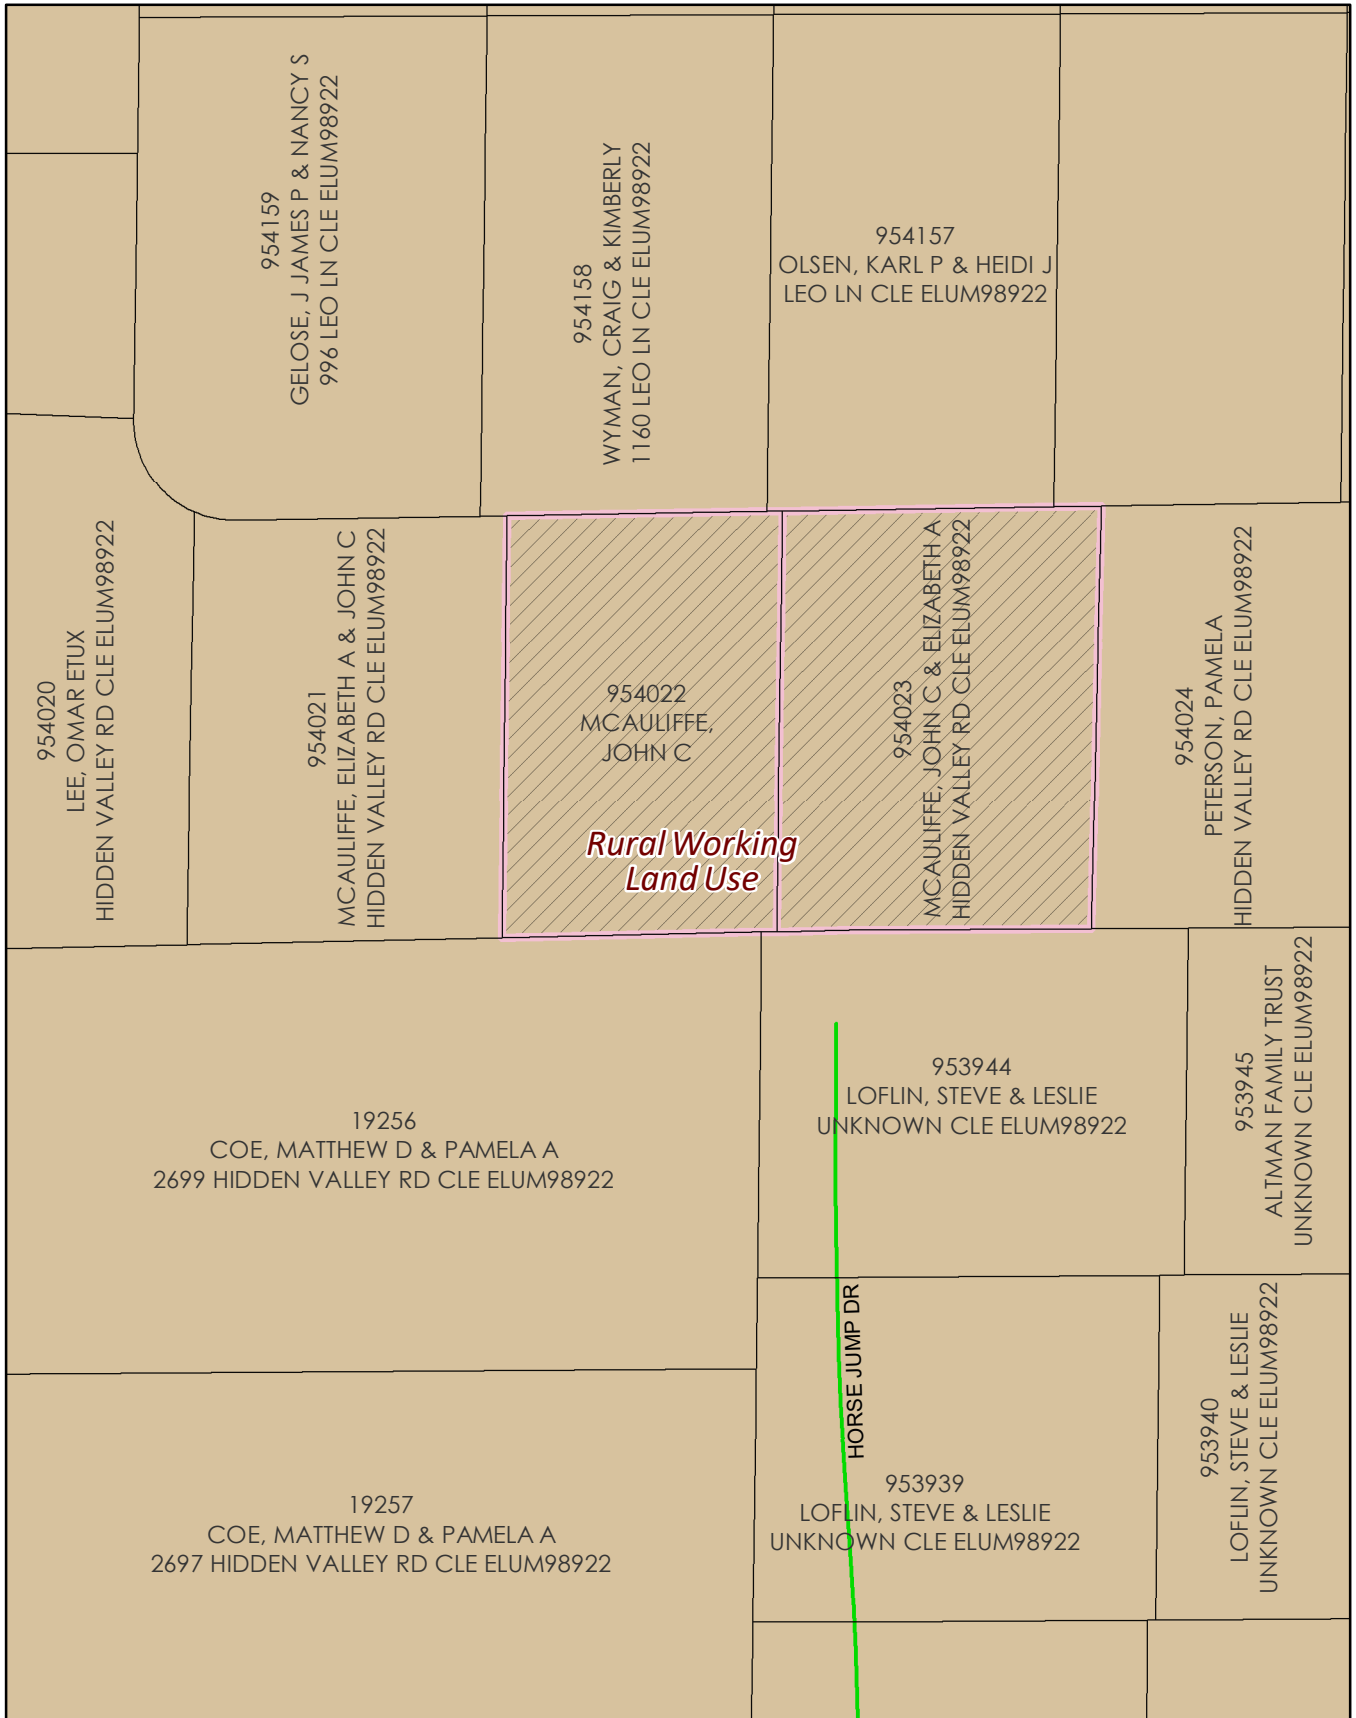 954159
GELOSE, J JAMES P & NANCY S
996 LEO LN CLE ELUM98922
954158
WYMAN, CRAIG & KIMBERLY
1160 LEO LN CLE ELUM98922
954157
OLSEN, KARL P & HEIDI J
LEO LN CLE ELUM98922
954020
LEE, OMAR ETUX
HIDDEN VALLEY RD CLE ELUM98922
954021
MCAULIFFE, ELIZABETH A & JOHN C
HIDDEN VALLEY RD CLE ELUM98922
954022
MCAULIFFE,
JOHN C
954023
MCAULIFFE, JOHN C & ELIZABETH A
HIDDEN VALLEY RD CLE ELUM98922
954024
PETERSON, PAMELA
HIDDEN VALLEY RD CLE ELUM98922
Rural Working
Land Use
19256
COE, MATTHEW D & PAMELA A
2699 HIDDEN VALLEY RD CLE ELUM98922
953944
LOFLIN, STEVE & LESLIE
UNKNOWN CLE ELUM98922
953945
ALTMAN FAMILY TRUST
UNKNOWN CLE ELUM98922
HORSE JUMP DR
19257
COE, MATTHEW D & PAMELA A
2697 HIDDEN VALLEY RD CLE ELUM98922
953939
LOFLIN, STEVE & LESLIE
UNKNOWN CLE ELUM98922
953940
LOFLIN, STEVE & LESLIE
UNKNOWN CLE ELUM98922